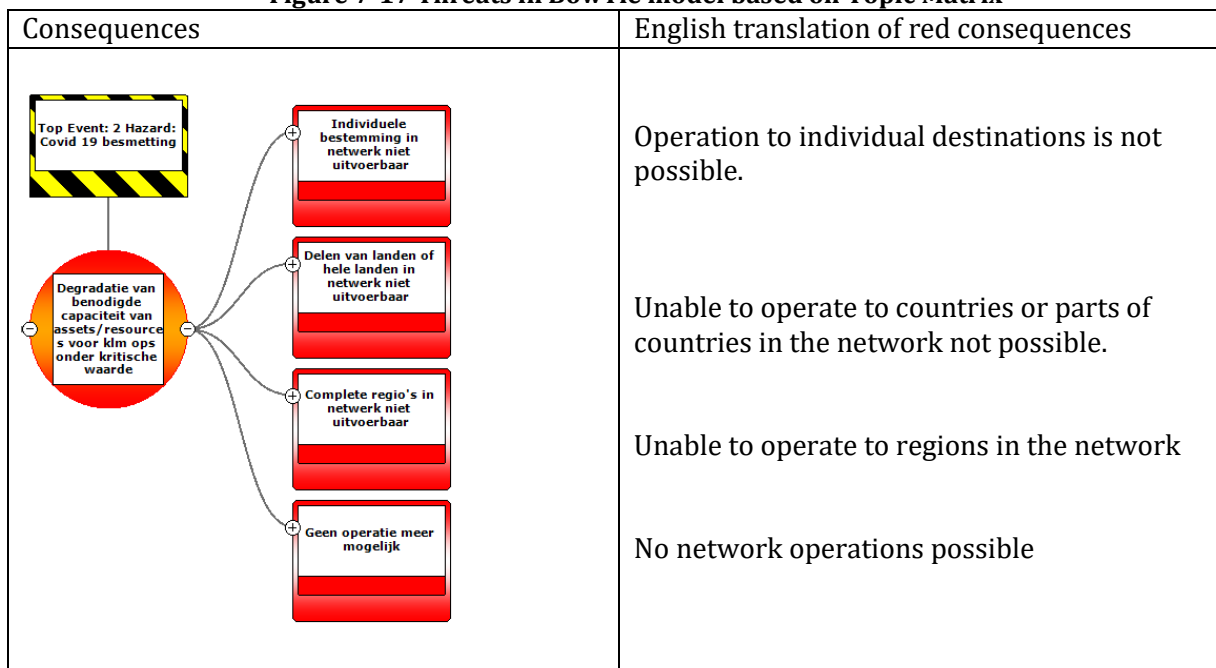 Figure 7-17 Threats in BowTie model based on Topic Matrix
Consequences
English translation of red consequences
Top Event: 2 Hazard:
Covid 19 besmetting
Degradatie van
benodigde
capaciteit van
assets/resource
s voor klm ops
onder kritische
waarde
Individuele
bestemming in
netwerk niet
uitvoerbaar
Delen van landen of
hele landen in
netwerk niet
uitvoerbaar
Complete regio's in
netwerk niet
uitvoerbaar
Geen operatie meer
mogelijk
Operation to individual destinations is not
possible.
Unable to operate to countries or parts of
countries in the network not possible.
Unable to operate to regions in the network
No network operations possible